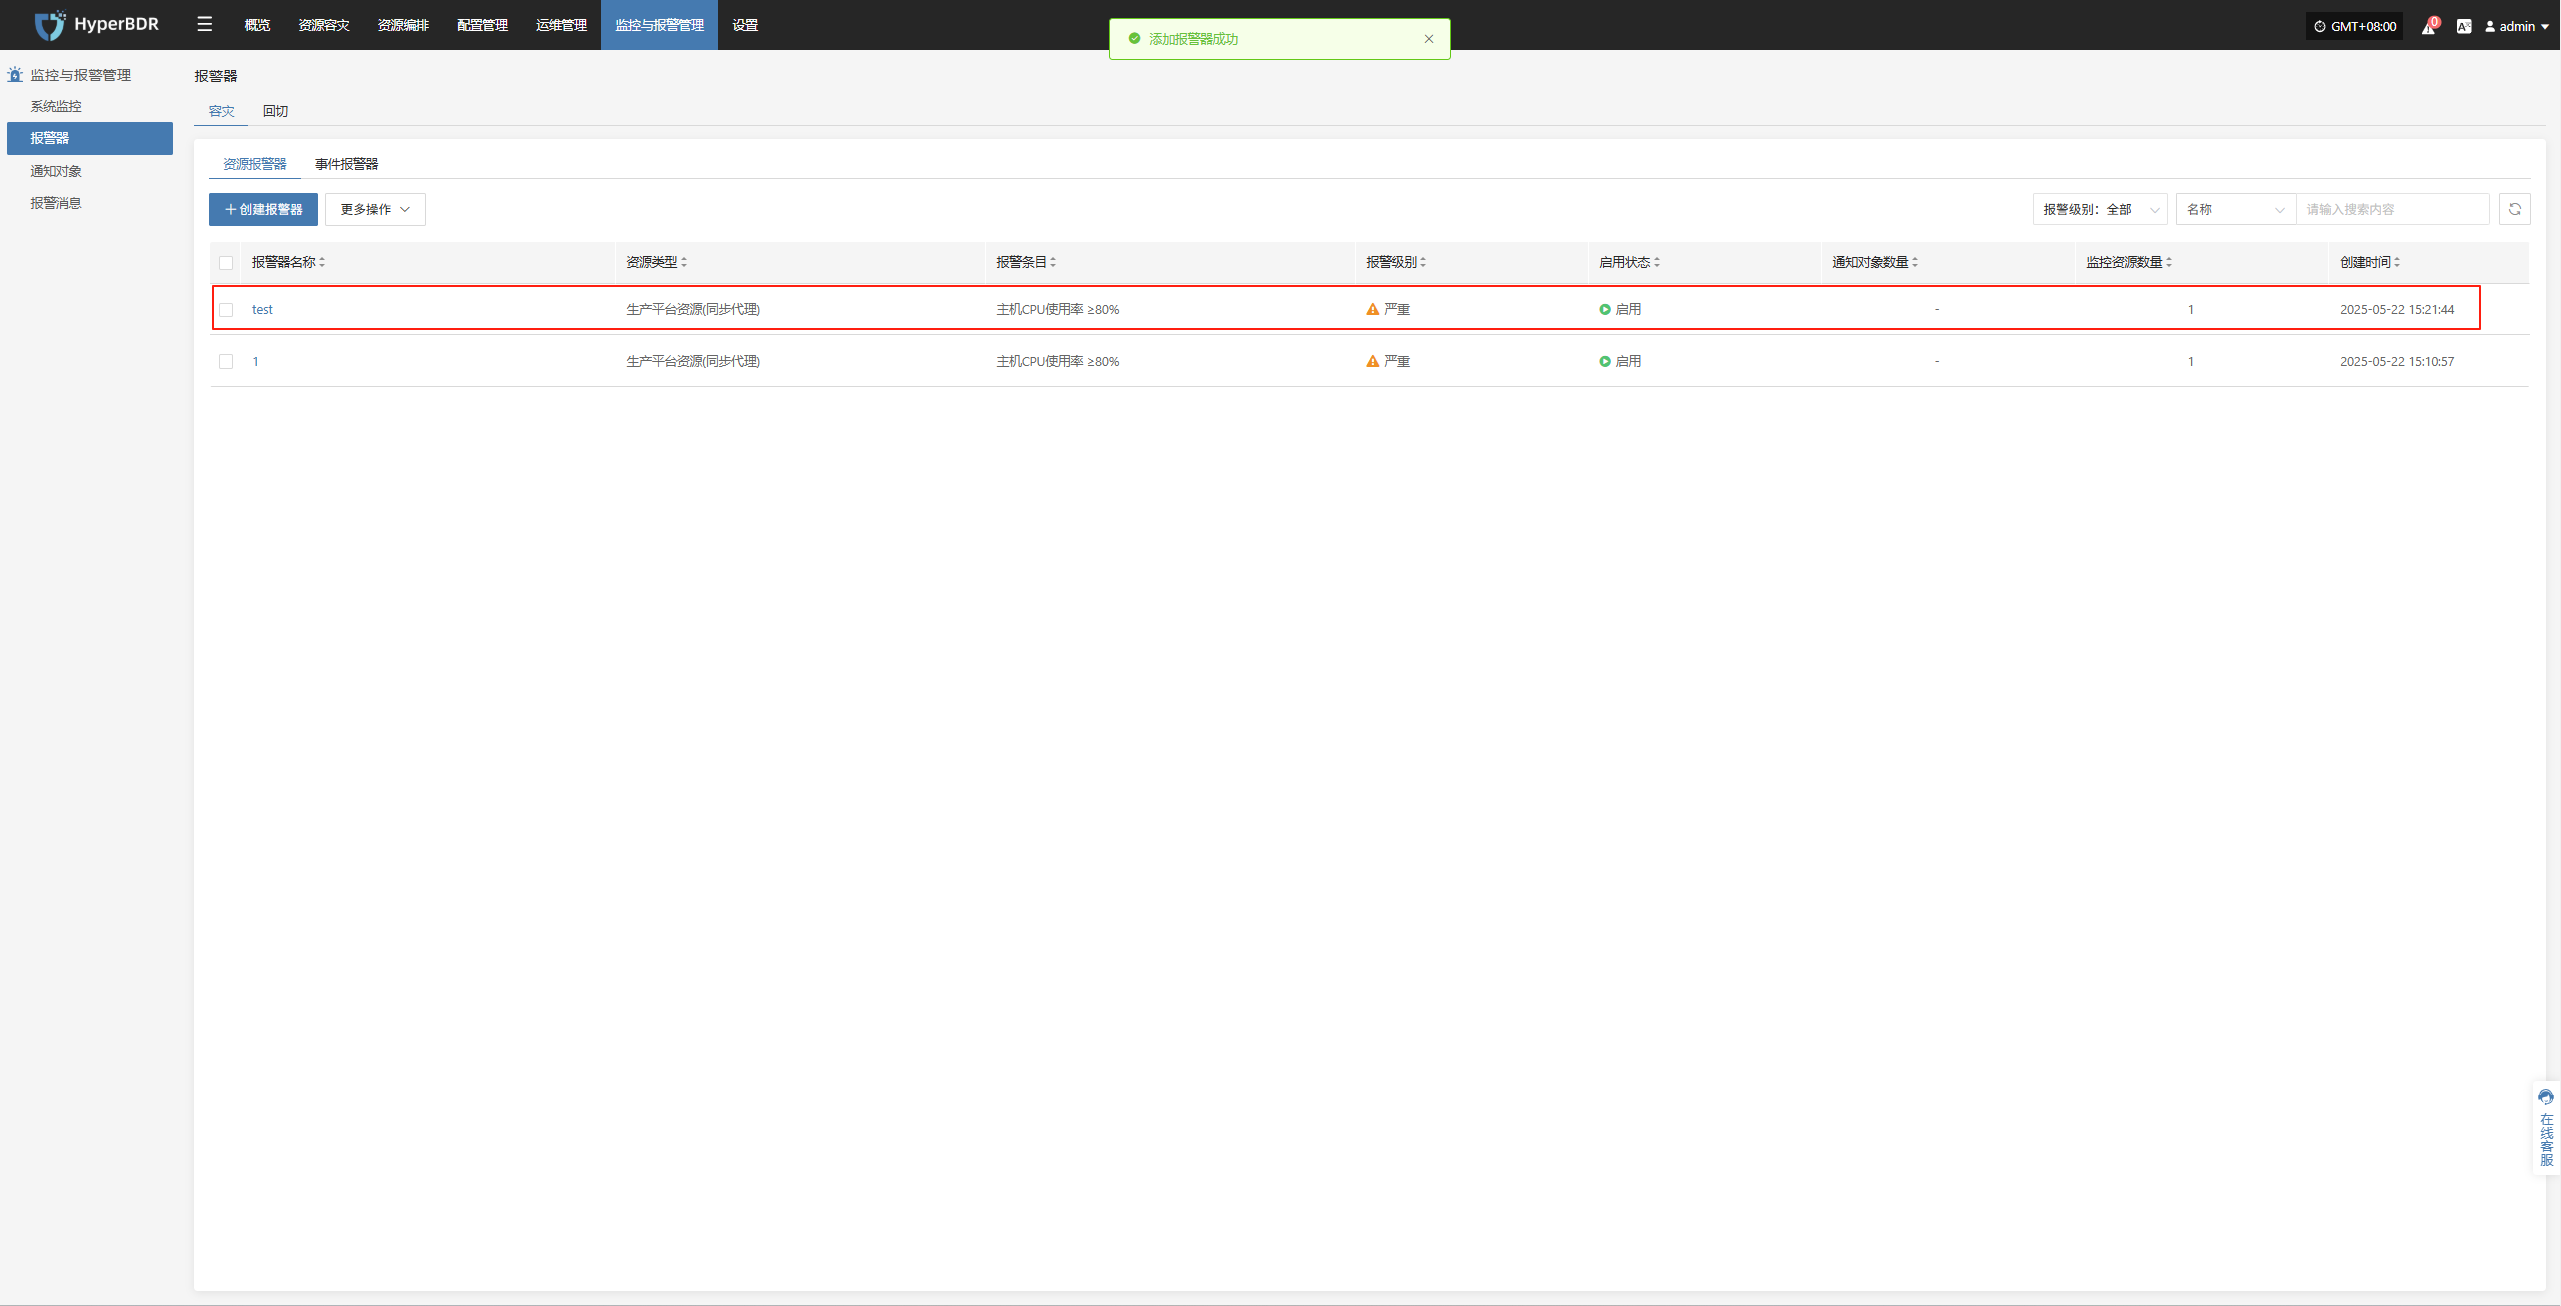 HyperBDR 概览 资源容灾 资源编排 配置管理 运维管理 监控与报警管理 设置 GMT+08:00 0 admin
添加报警器成功
监控与报警管理
系统监控
报警器
通知对象
报警消息
报警器
容灾 回切
资源报警器 事件报警器
创建报警器 更多操作 报警级别：全部 名称 请输入搜索内容
报警器名称 资源类型 报警条目 报警级别 启用状态 通知对象数量 监控资源数量 创建时间
test 生产平台资源(同步代理) 主机CPU使用率 ≥80% 严重 启用 - 1 2025-05-22 15:21:44
1 生产平台资源(同步代理) 主机CPU使用率 ≥80% 严重 启用 - 1 2025-05-22 15:10:57
在线客服